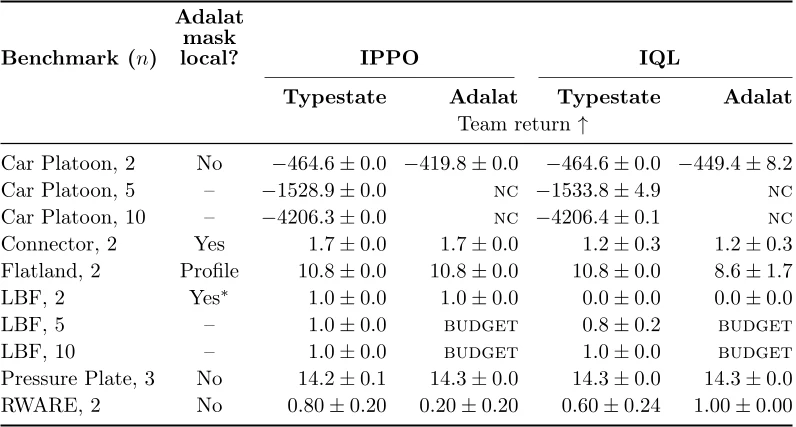 Adalat
mask
Benchmark (n) local? IPPO IQL
Typestate Adalat Typestate Adalat
Team return ↑
Car Platoon, 2 No −464.6 ± 0.0 −419.8 ± 0.0 −464.6 ± 0.0 −449.4 ± 8.2
Car Platoon, 5 – −1528.9 ± 0.0 NC −1533.8 ± 4.9 NC
Car Platoon, 10 – −4206.3 ± 0.0 NC −4206.4 ± 0.1 NC
Connector, 2 Yes 1.7 ± 0.0 1.7 ± 0.0 1.2 ± 0.3 1.2 ± 0.3
Flatland, 2 Profile 10.8 ± 0.0 10.8 ± 0.0 10.8 ± 0.0 8.6 ± 1.7
LBF, 2 Yes* 1.0 ± 0.0 1.0 ± 0.0 0.0 ± 0.0 0.0 ± 0.0
LBF, 5 – 1.0 ± 0.0 BUDGET 0.8 ± 0.2 BUDGET
LBF, 10 – 1.0 ± 0.0 BUDGET 1.0 ± 0.0 BUDGET
Pressure Plate, 3 No 14.2 ± 0.1 14.3 ± 0.0 14.3 ± 0.0 14.3 ± 0.0
RWARE, 2 No 0.80 ± 0.20 0.20 ± 0.20 0.60 ± 0.24 1.00 ± 0.00